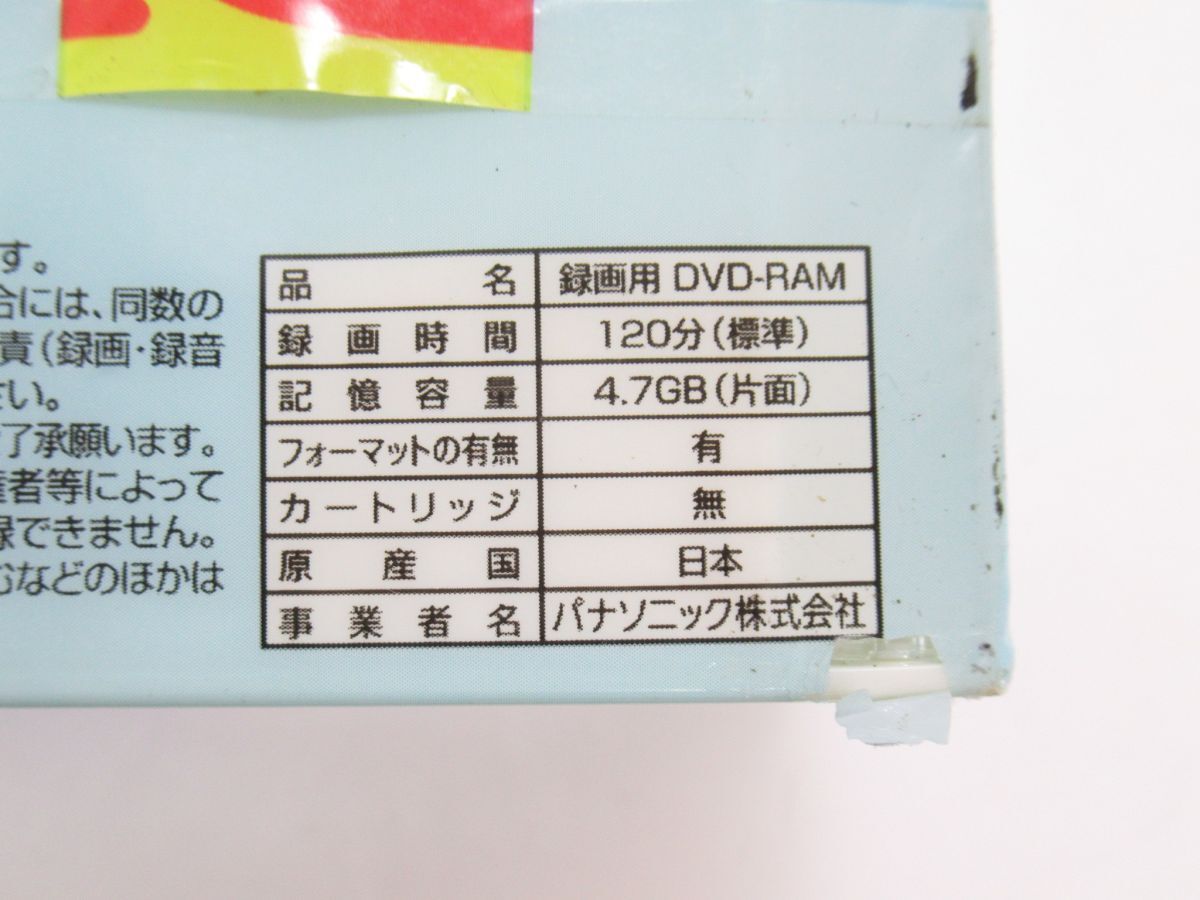 す。
合には、同数の
責（録画・録音
さい。
了承願います。
産者等によって
録できません。
むなどのほかは
品名 録画用 DVD-RAM
録画時間 120分（標準）
記憶容量 4.7GB（片面）
フォーマットの有無 有
カートリッジ 無
原産国 日本
事業者名 パナソニック株式会社